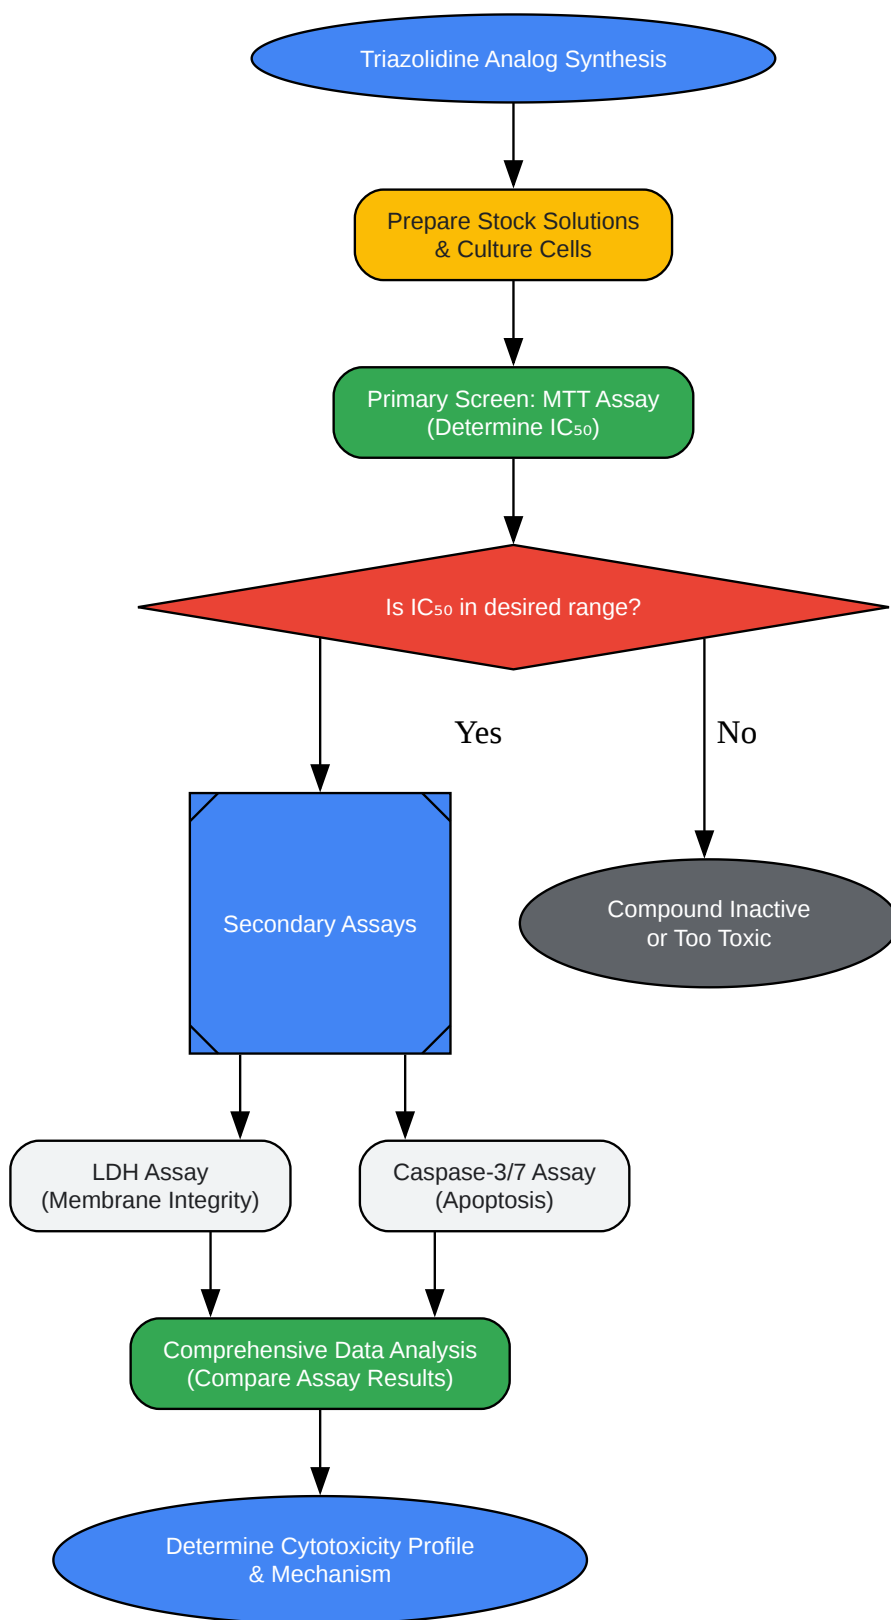 Triazolidine Analog Synthesis
Prepare Stock Solutions
& Culture Cells
Primary Screen: MTT Assay
(Determine IC₅₀)
Is IC₅₀ in desired range?
Yes
No
Secondary Assays
Compound Inactive
or Too Toxic
LDH Assay
(Membrane Integrity)
Caspase-3/7 Assay
(Apoptosis)
Comprehensive Data Analysis
(Compare Assay Results)
Determine Cytotoxicity Profile
& Mechanism